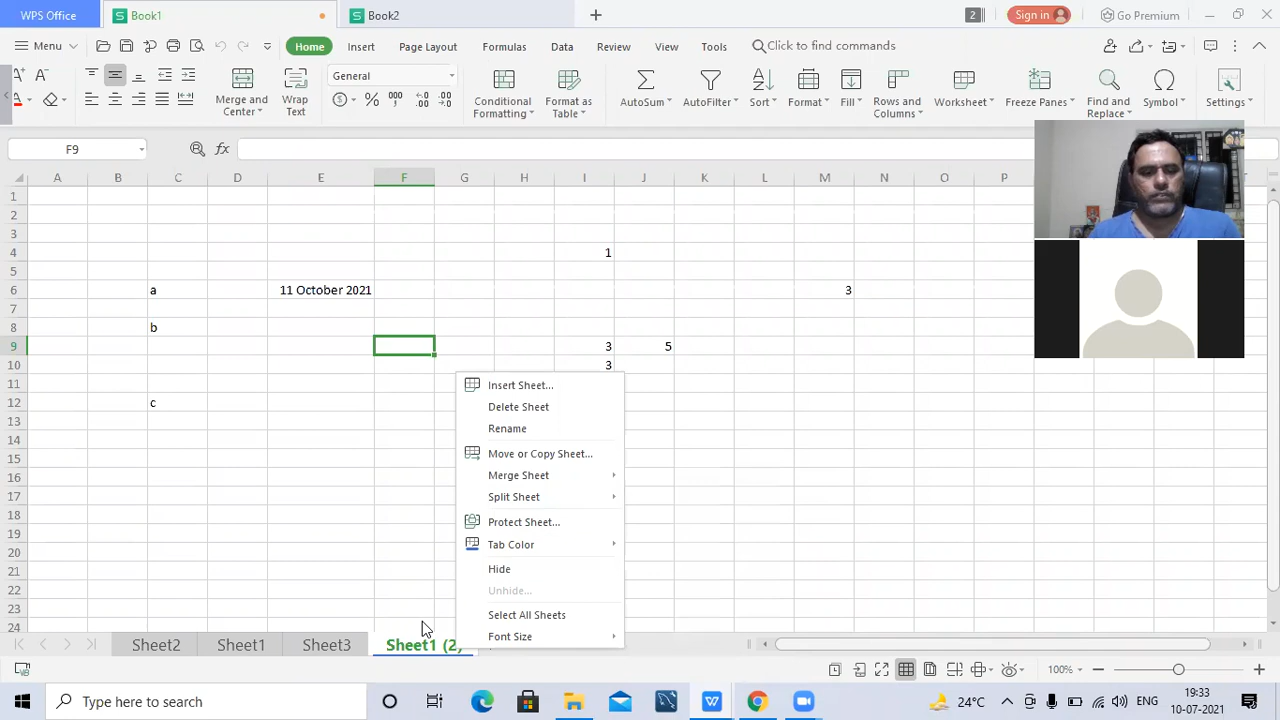 WPS Office
Book1
Book2
2
Sign in
Go Premium
Menu
Home
Insert
Page Layout
Formulas
Data
Review
View
Tools
Click to find commands
General
Merge and Center
Wrap Text
000
Conditional Formatting
Format as Table
AutoSum
AutoFilter
Sort
Format
Fill
Rows and Columns
Worksheet
Freeze Panes
Find and Replace
Symbol
Settings
F9
fx
A B C D E F G H I J K L M N O P
1
2
3
4 1
5
6 a 11 October 2021 3
7
8 b
9 3 5
10 3
11
12 c
13
14
15
16
17
18
19
20
21
22
23
24
Insert Sheet...
Delete Sheet
Rename
Move or Copy Sheet...
Merge Sheet
Split Sheet
Protect Sheet...
Tab Color
Hide
Unhide...
Select All Sheets
Font Size
Sheet2 Sheet1 Sheet3 Sheet1 (2)
100%
Type here to search
24°C
ENG
19:33
10-07-2021